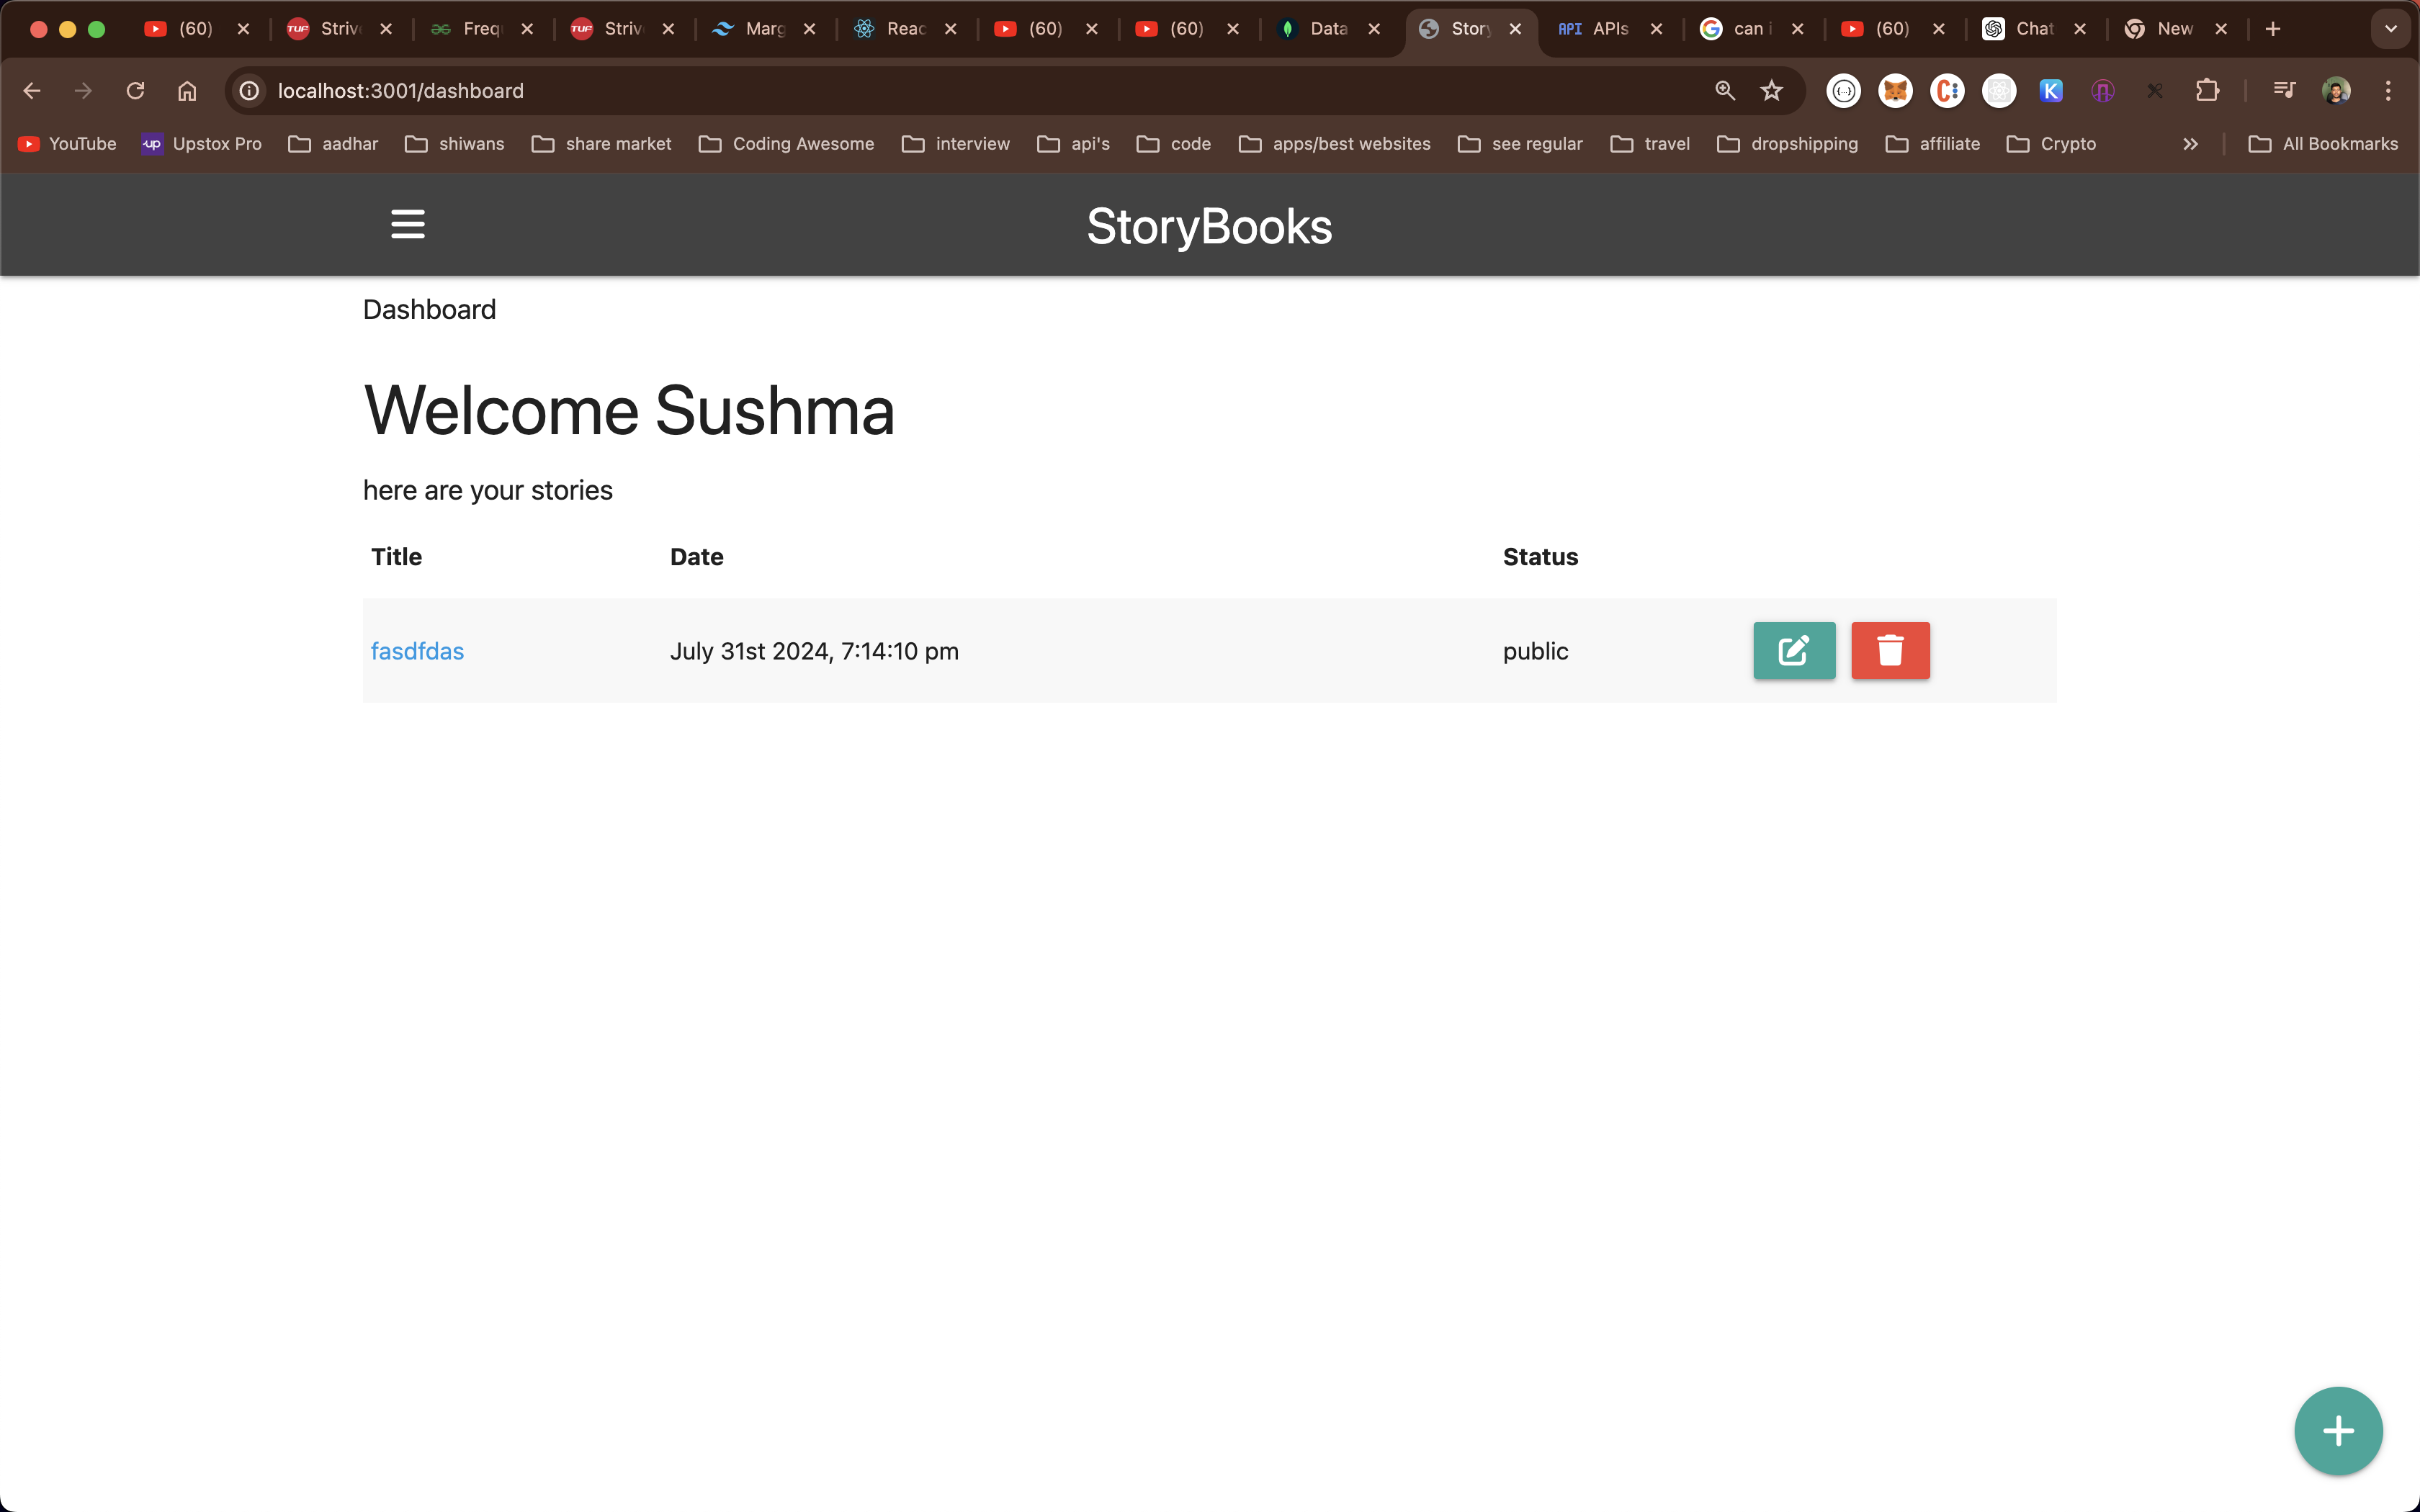 (60) Strive Freq Strive Marg Reac (60) (60) Data Story APIs can i (60) Chat New
localhost:3001/dashboard
YouTube up Upstox Pro aadhar shiwans share market Coding Awesome interview api's code apps/best websites see regular travel dropshipping affiliate Crypto All Bookmarks
StoryBooks
Dashboard
Welcome Sushma
here are your stories
Title Date Status
fasdfdas July 31st 2024, 7:14:10 pm public